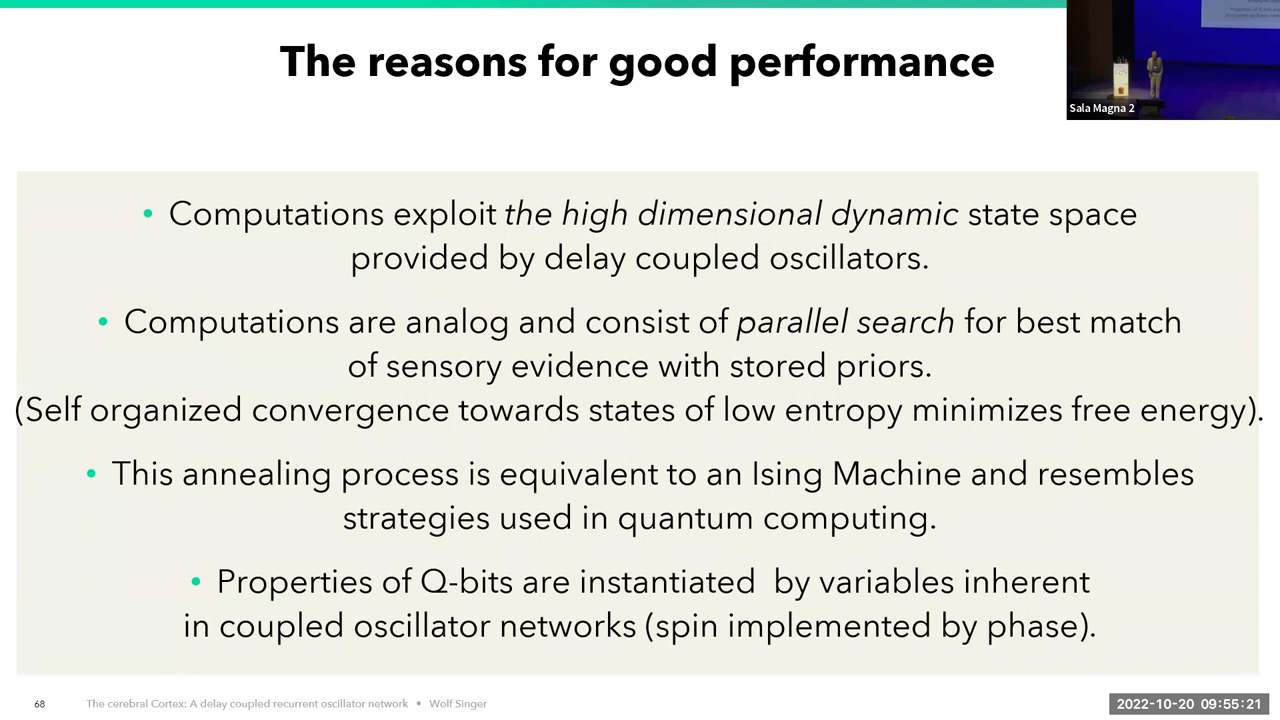 The reasons for good performance
Sala Magna 2
• Computations exploit the high dimensional dynamic state space
provided by delay coupled oscillators.
• Computations are analog and consist of parallel search for best match
of sensory evidence with stored priors.
(Self organized convergence towards states of low entropy minimizes free energy).
• This annealing process is equivalent to an Ising Machine and resembles
strategies used in quantum computing.
• Properties of Q-bits are instantiated by variables inherent
in coupled oscillator networks (spin implemented by phase).
68 The cerebral Cortex: A delay coupled recurrent oscillator network • Wolf Singer
2022-10-20 09:55:21